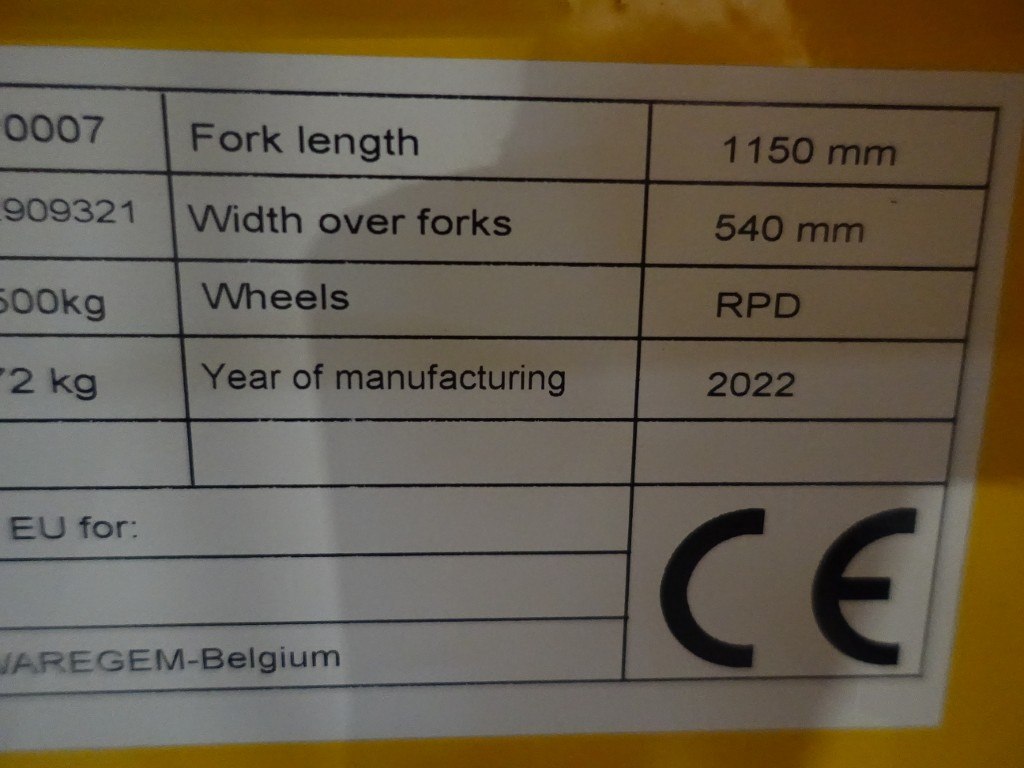 0007 Fork length 1150 mm
909321 Width over forks 540 mm
500kg Wheels RPD
2 kg Year of manufacturing 2022
EU for:
WAREGEM-Belgium
CE